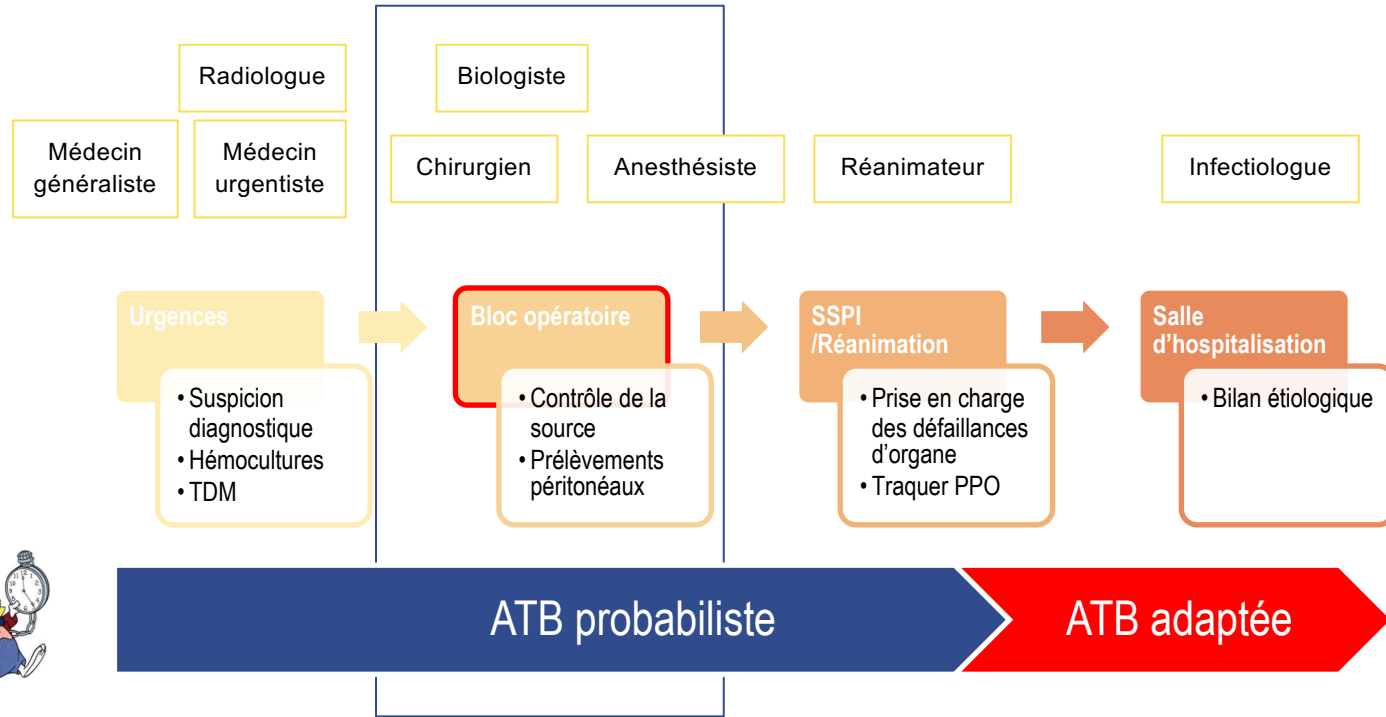 Radiologue
Biologiste
Médecin
généraliste
Médecin
urgentiste
Chirurgien
Anesthésiste
Réanimateur
Infectiologue
Urgences
• Suspicion
diagnostique
• Hémocultures
• TDM
Bloc opératoire
• Contrôle de la
source
• Prélèvements
péritonéaux
SSPI
/Réanimation
• Prise en charge
des défaillances
d'organe
• Traquer PPO
Salle
d'hospitalisation
• Bilan étiologique
ATB probabiliste
ATB adaptée